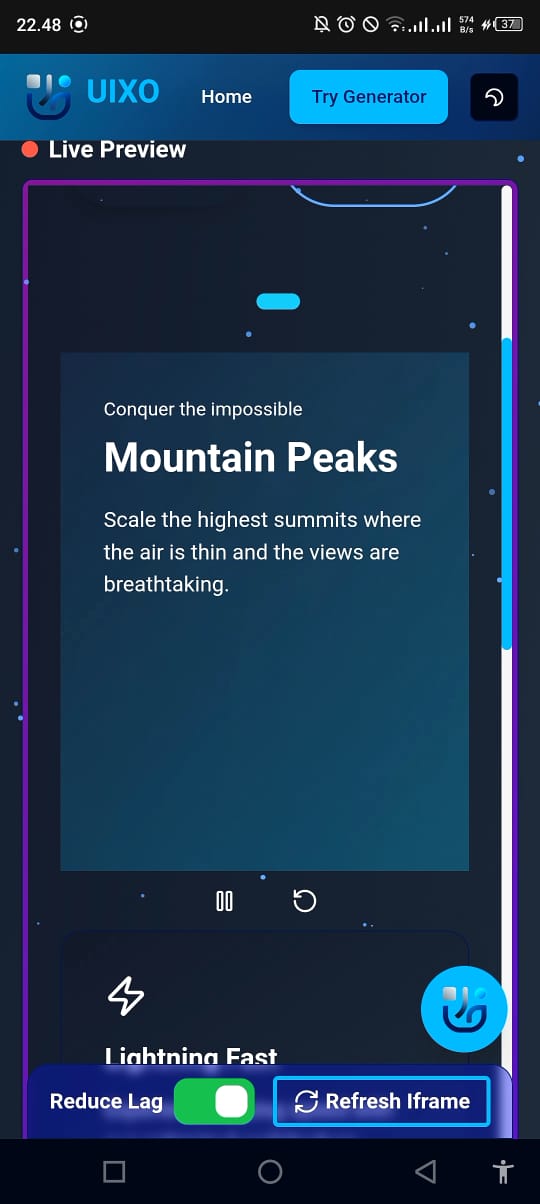 22.48
574
B/s
37
UIXO
Home
Try Generator
Live Preview
Conquer the impossible
Mountain Peaks
Scale the highest summits where
the air is thin and the views are
breathtaking.
Lightning Fast
Reduce Lag
Refresh Iframe